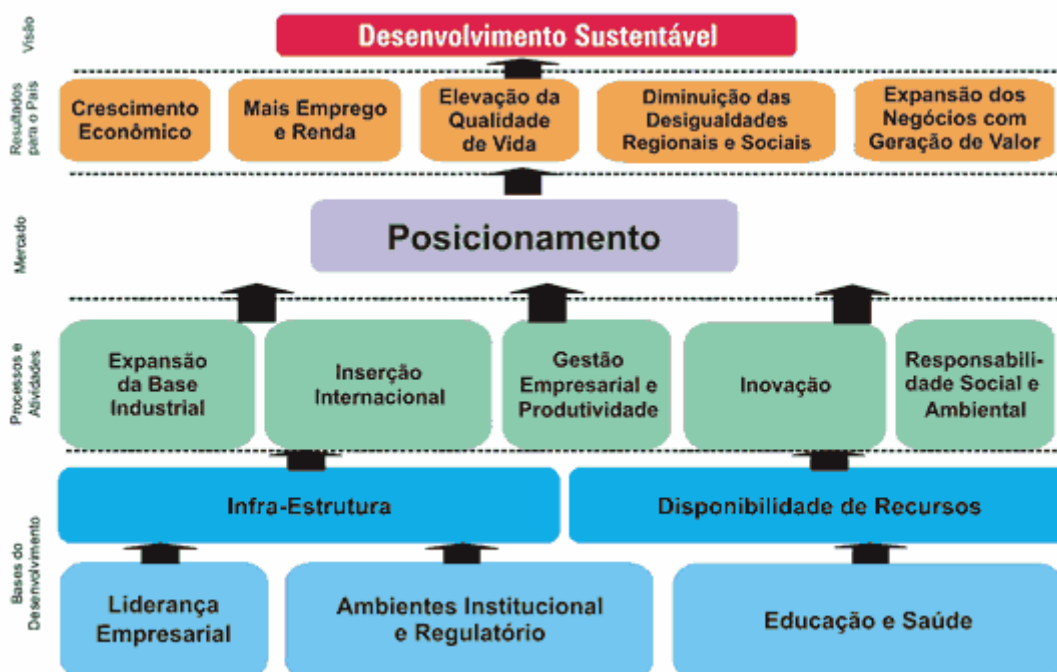 Visão
Desenvolvimento Sustentável
Resultados
para o País
Crescimento
Econômico
Mais Emprego
e Renda
Elevação da
Qualidade
de Vida
Diminuição das
Desigualdades
Regionais e Sociais
Expansão dos
Negócios com
Geração de Valor
Mercado
Posicionamento
Processos e
Atividades
Expansão
da Base
Industrial
Inserção
Internacional
Gestão
Empresarial e
Produtividade
Inovação
Responsabili-
dade Social e
Ambiental
Bases do
Desenvolvimento
Infra-Estrutura
Disponibilidade de Recursos
Liderança
Empresarial
Ambientes Institucional
e Regulatório
Educação e Saúde